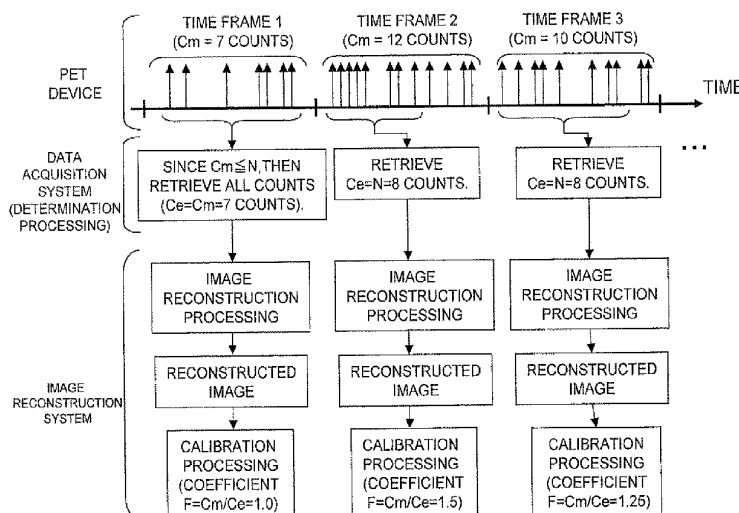 TIME FRAME 1
(Cm = 7 COUNTS)
TIME FRAME 2
(Cm = 12 COUNTS)
TIME FRAME 3
(Cm = 10 COUNTS)
PET
DEVICE
TIME
DATA
ACQUISITION
SYSTEM
(DETERMINATION
PROCESSING)
SINCE Cm≦N,THEN
RETRIEVE ALL COUNTS
(Ce=Cm=7 COUNTS).
RETRIEVE
Ce=N=8 COUNTS.
RETRIEVE
Ce=N=8 COUNTS.
...
IMAGE
RECONSTRUCTION
SYSTEM
IMAGE
RECONSTRUCTION
PROCESSING
IMAGE
RECONSTRUCTION
PROCESSING
IMAGE
RECONSTRUCTION
PROCESSING
RECONSTRUCTED
IMAGE
RECONSTRUCTED
IMAGE
RECONSTRUCTED
IMAGE
CALIBRATION
PROCESSING
(COEFFICIENT
F=Cm/Ce=1.0)
CALIBRATION
PROCESSING
(COEFFICIENT
F=Cm/Ce=1.5)
CALIBRATION
PROCESSING
(COEFFICIENT
F=Cm/Ce=1.25)